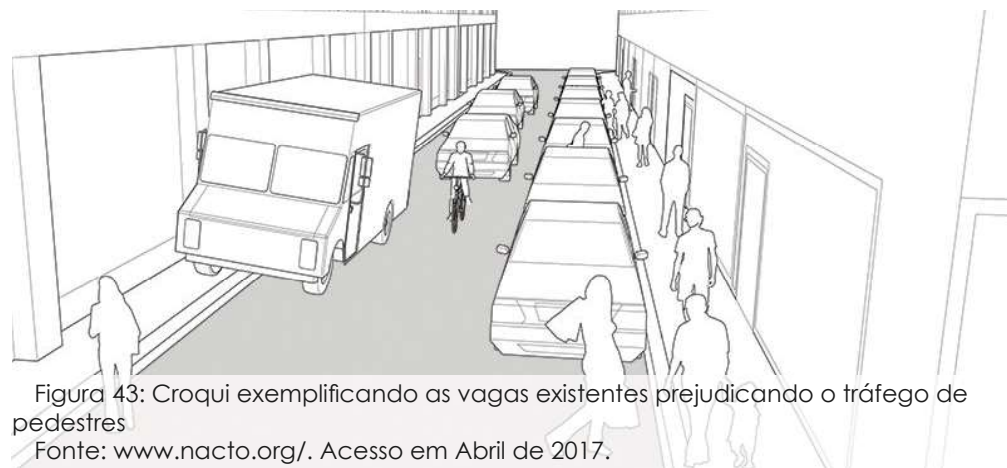 Figura 43: Croqui exemplificando as vagas existentes prejudicando o tráfego de
pedestres
Fonte: www.nacto.org/. Acesso em Abril de 2017.